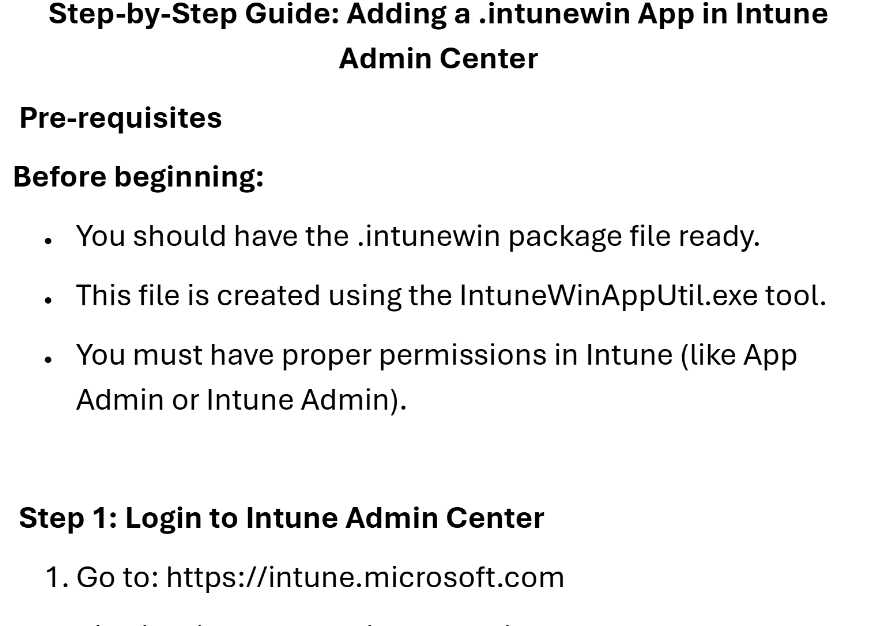 Step-by-Step Guide: Adding a .intunewin App in Intune
Admin Center
Pre-requisites
Before beginning:
• You should have the .intunewin package file ready.
• This file is created using the IntuneWinAppUtil.exe tool.
• You must have proper permissions in Intune (like App
Admin or Intune Admin).
Step 1: Login to Intune Admin Center
1. Go to: https://intune.microsoft.com